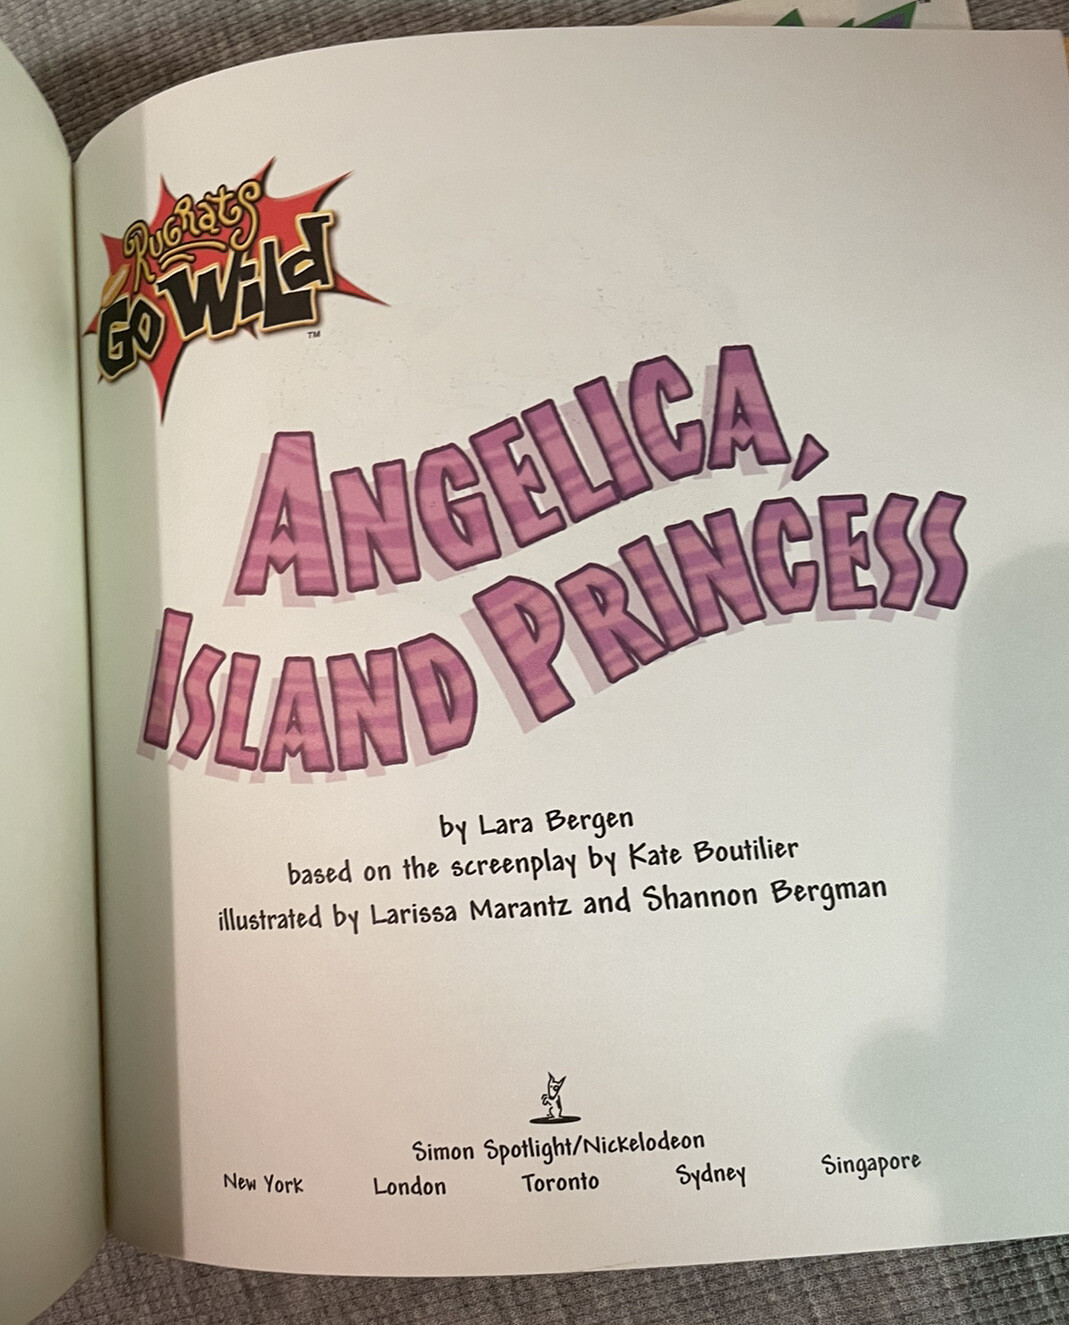 Rugrats
Go Wild
™
Angelica,
Island Princess
by Lara Bergen
based on the screenplay by Kate Boutilier
illustrated by Larissa Marantz and Shannon Bergman
Simon Spotlight/Nickelodeon
New York London Toronto Sydney Singapore